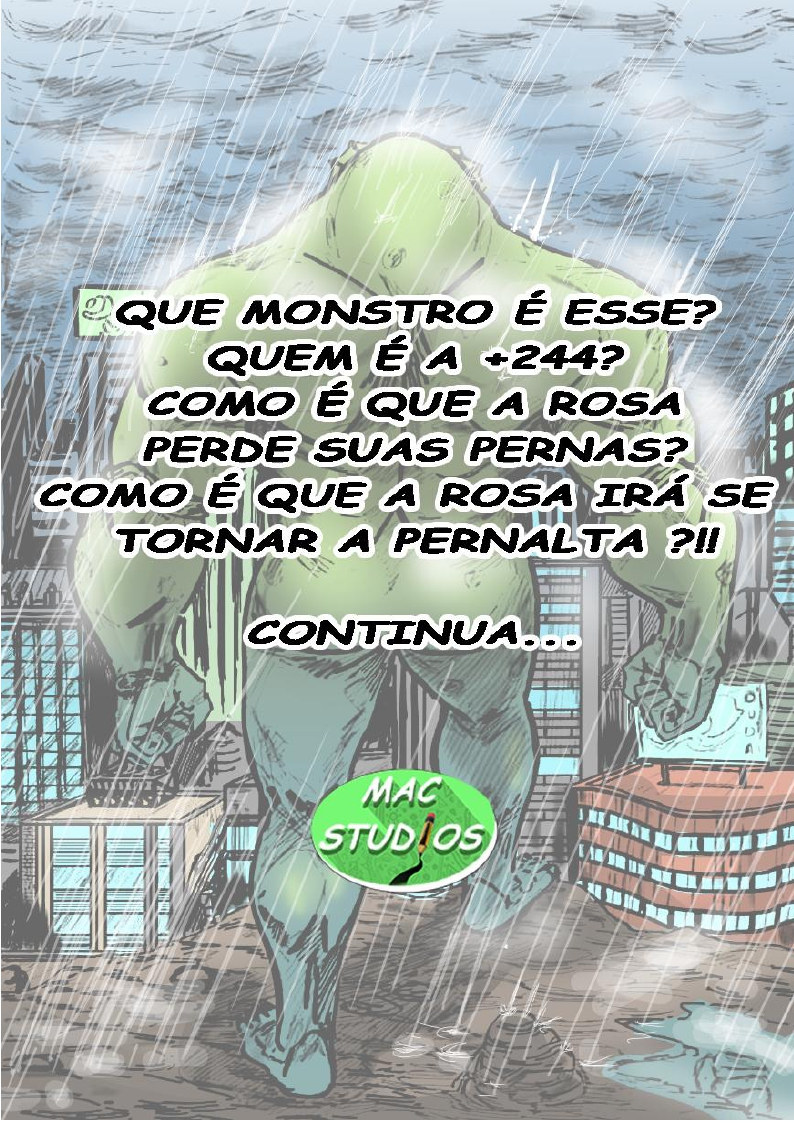 QUE MONSTRO É ESSE?
QUEM É A +244?
COMO É QUE A ROSA
PERDE SUAS PERNAS?
COMO É QUE A ROSA IRÁ SE
TORNAR A PERNALTA ?!!
CONTINUA...
MAC
STUDIOS